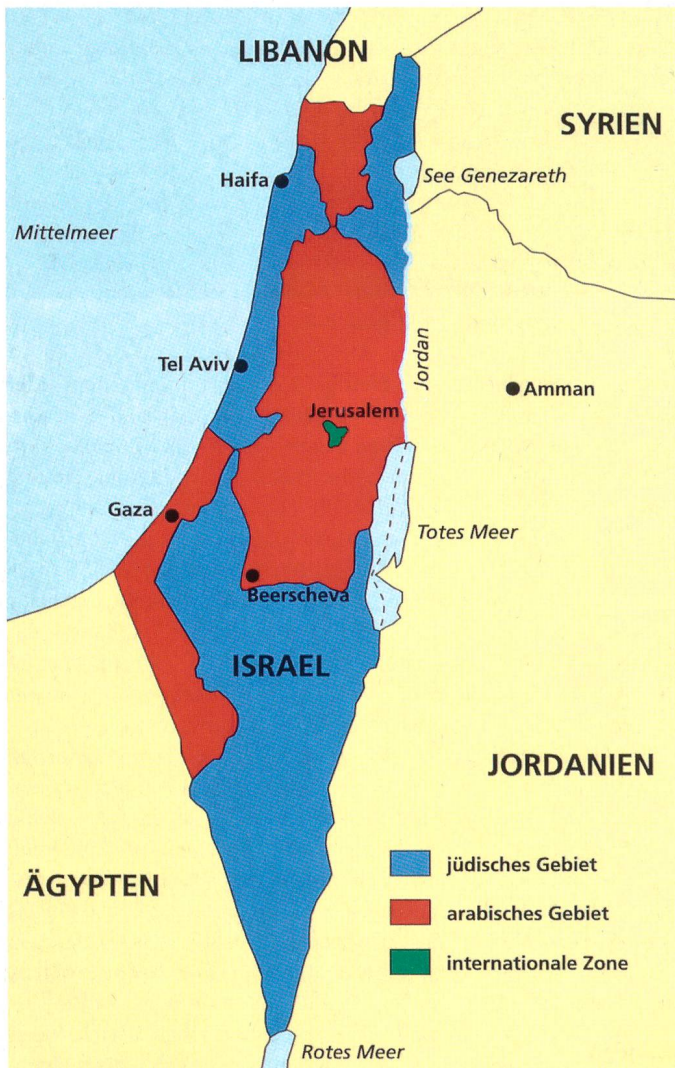 LIBANON
SYRIEN
Haifa
See Genezareth
Mittelmeer
Tel Aviv
Jordan
Amman
Jerusalem
Gaza
Totes Meer
Beerscheva
ISRAEL
JORDANIEN
ÄGYPTEN
jüdisches Gebiet
arabisches Gebiet
internationale Zone
Rotes Meer